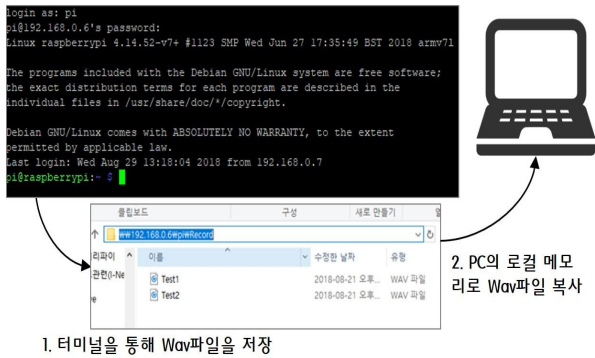 login as: pi
pi@192.168.0.6's password:
Linux raspberrypi 4.14.52-v7+ #1123 SMP Wed Jun 27 17:35:49 BST 2018 armv7l
The programs included with the Debian GNU/Linux system are free software;
the exact distribution terms for each program are described in the
individual files in /usr/share/doc/*/copyright.
Debian GNU/Linux comes with ABSOLUTELY NO WARRANTY, to the extent
permitted by applicable law.
Last login: Wed Aug 29 13:18:04 2018 from 192.168.0.7
pi@raspberrypi:~ $
클립보드 구성 새로 만들기
₩₩192.168.0.6₩pi₩Record
리파이 이름 수정한 날짜 유형
관련(I-Ne Test1 2018-08-21 오후... WAV 파일
Test2 2018-08-21 오후... WAV 파일
2. PC의 로컬 메모
리로 Wav파일 복사
1. 터미널을 통해 Wav파일을 저장